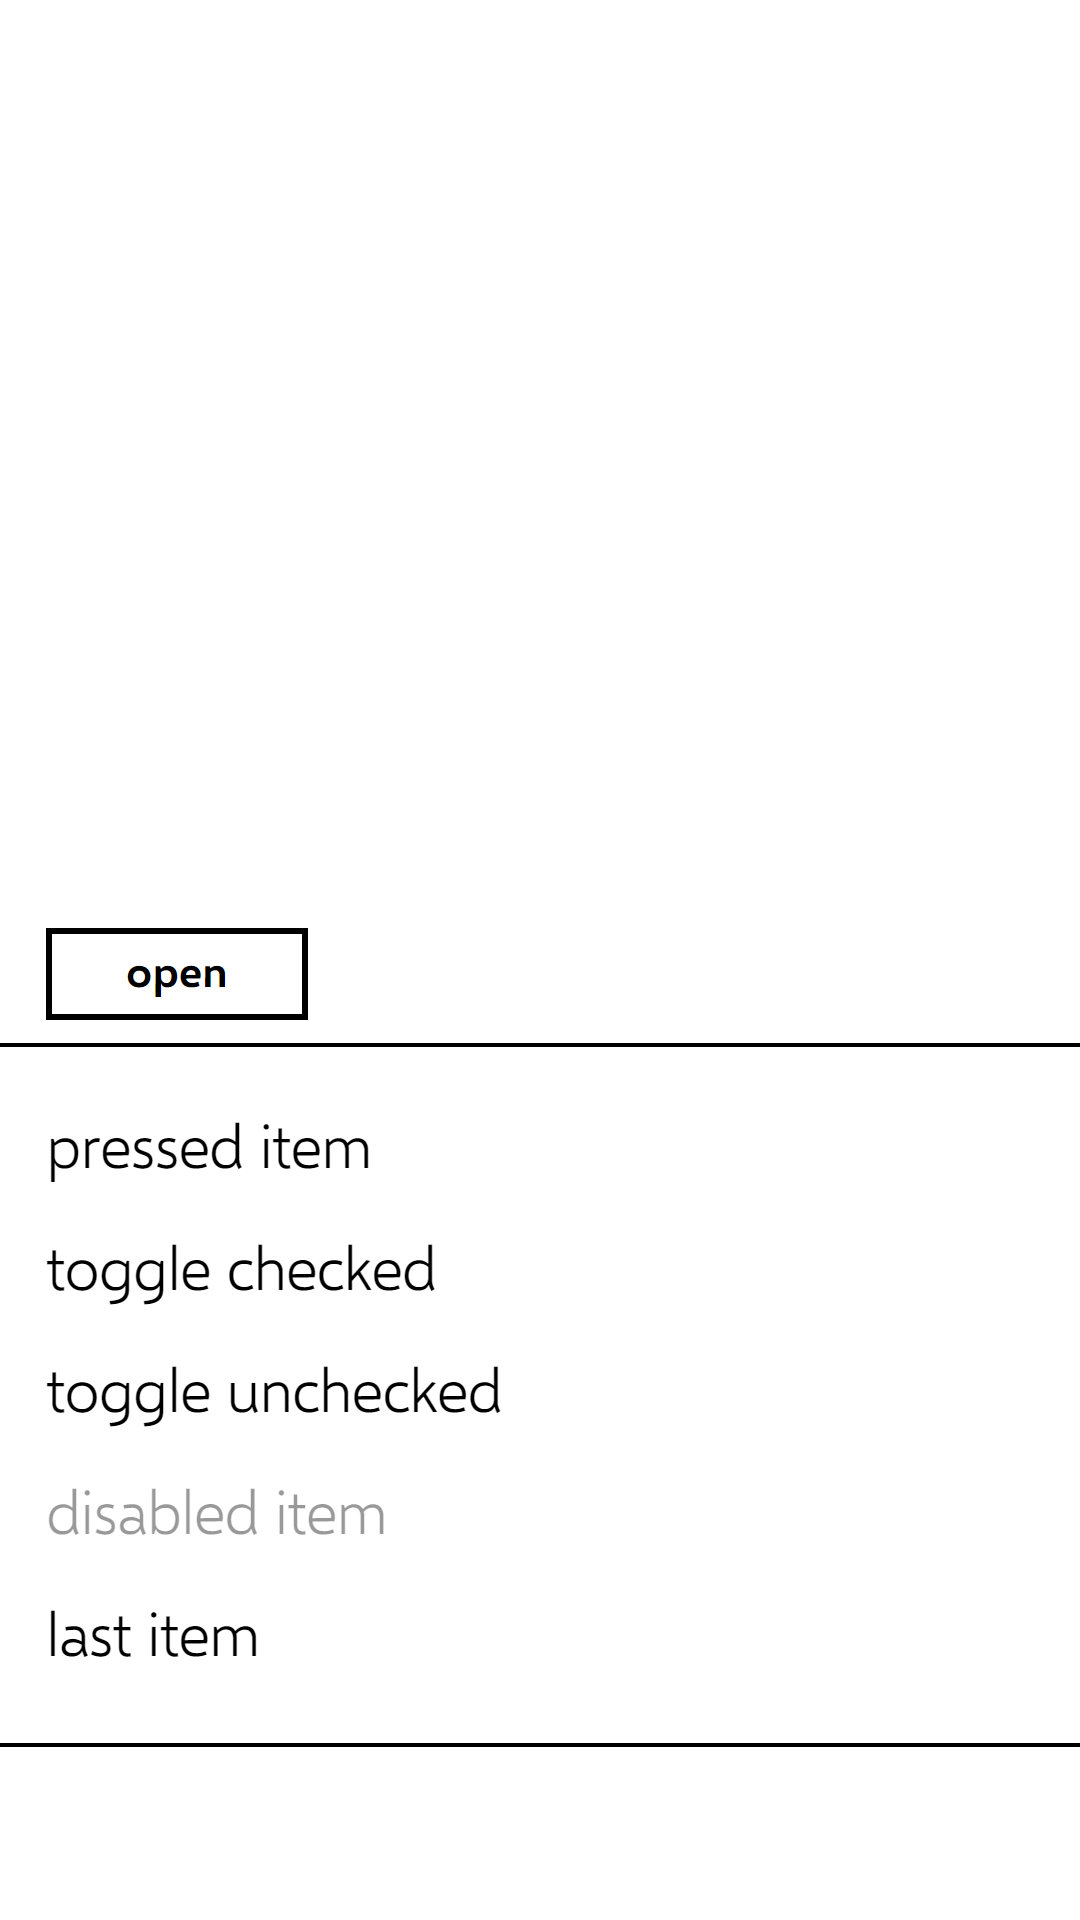 open
pressed item
toggle checked
toggle unchecked
disabled item
last item